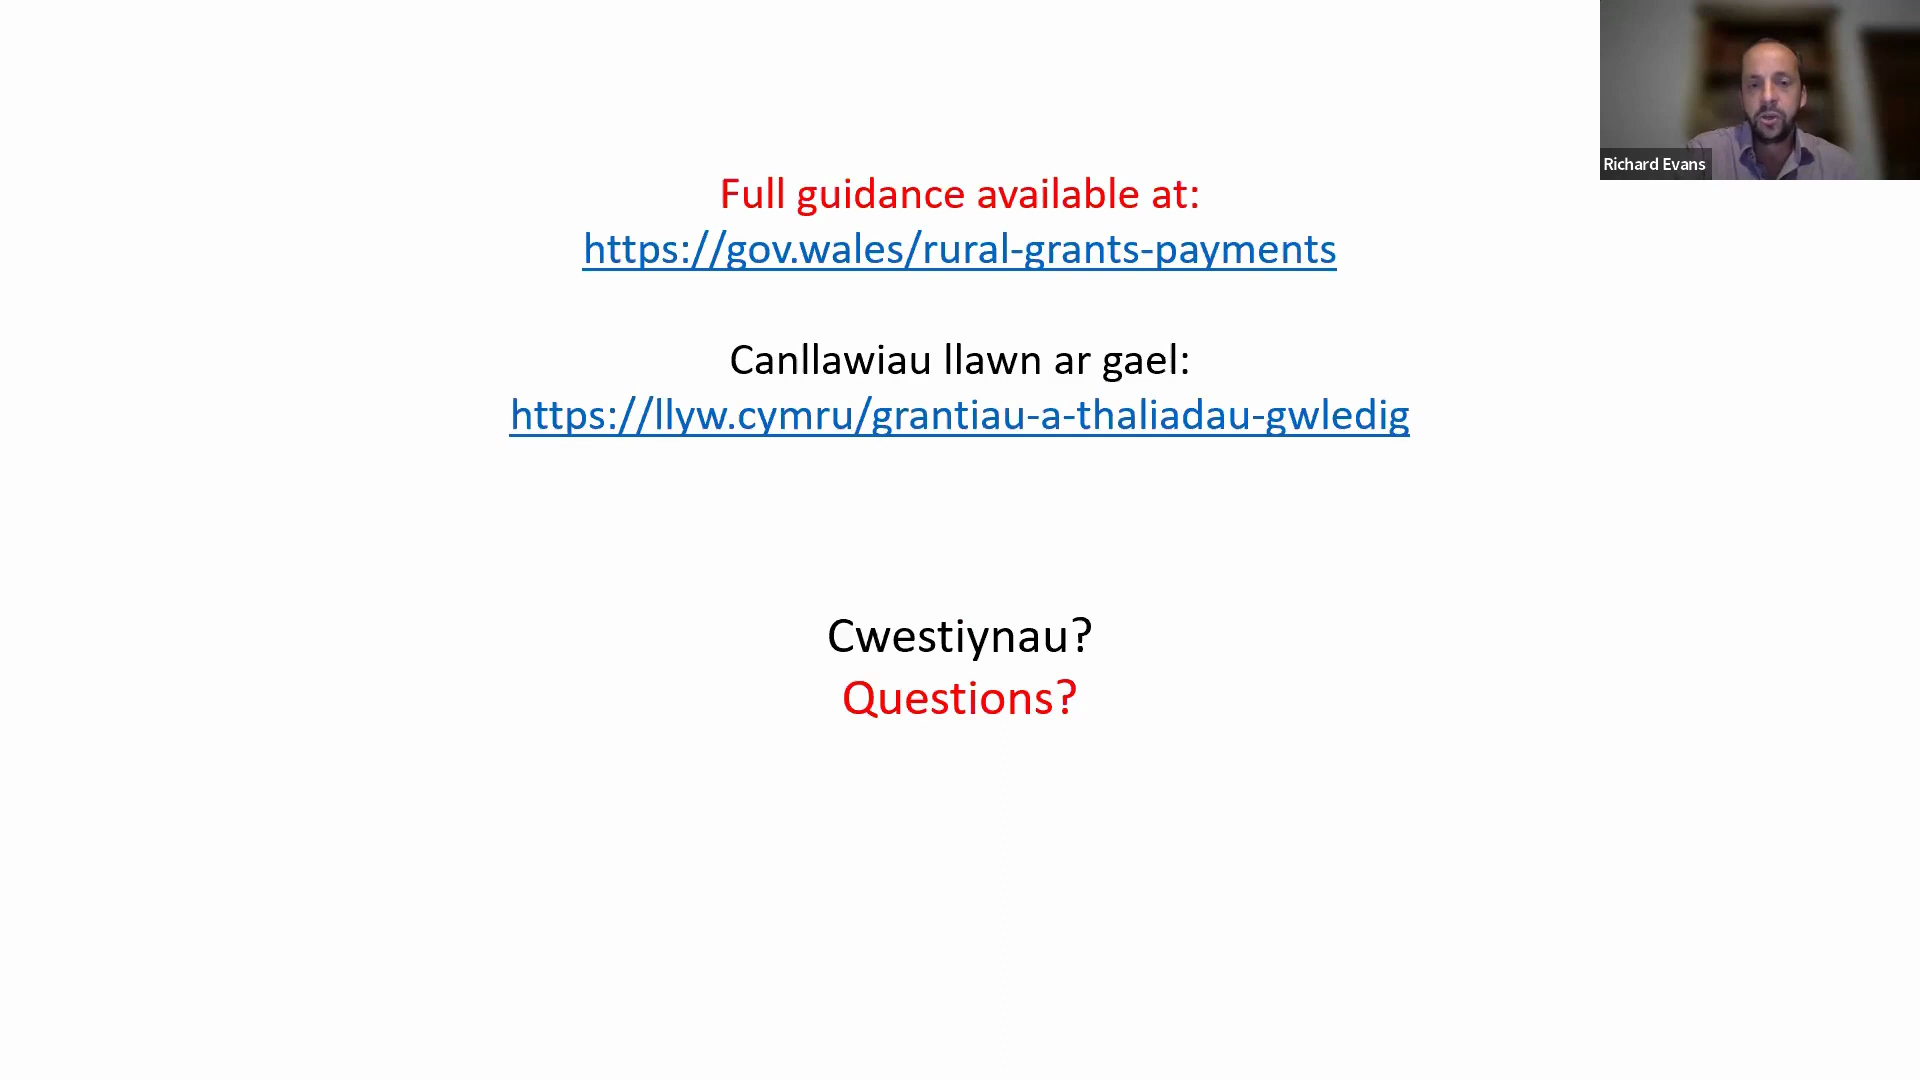 Richard Evans
Full guidance available at:
https://gov.wales/rural-grants-payments
Canllawiau llawn ar gael:
https://llyw.cymru/grantiau-a-thaliadau-gwledig
Cwestiynau?
Questions?